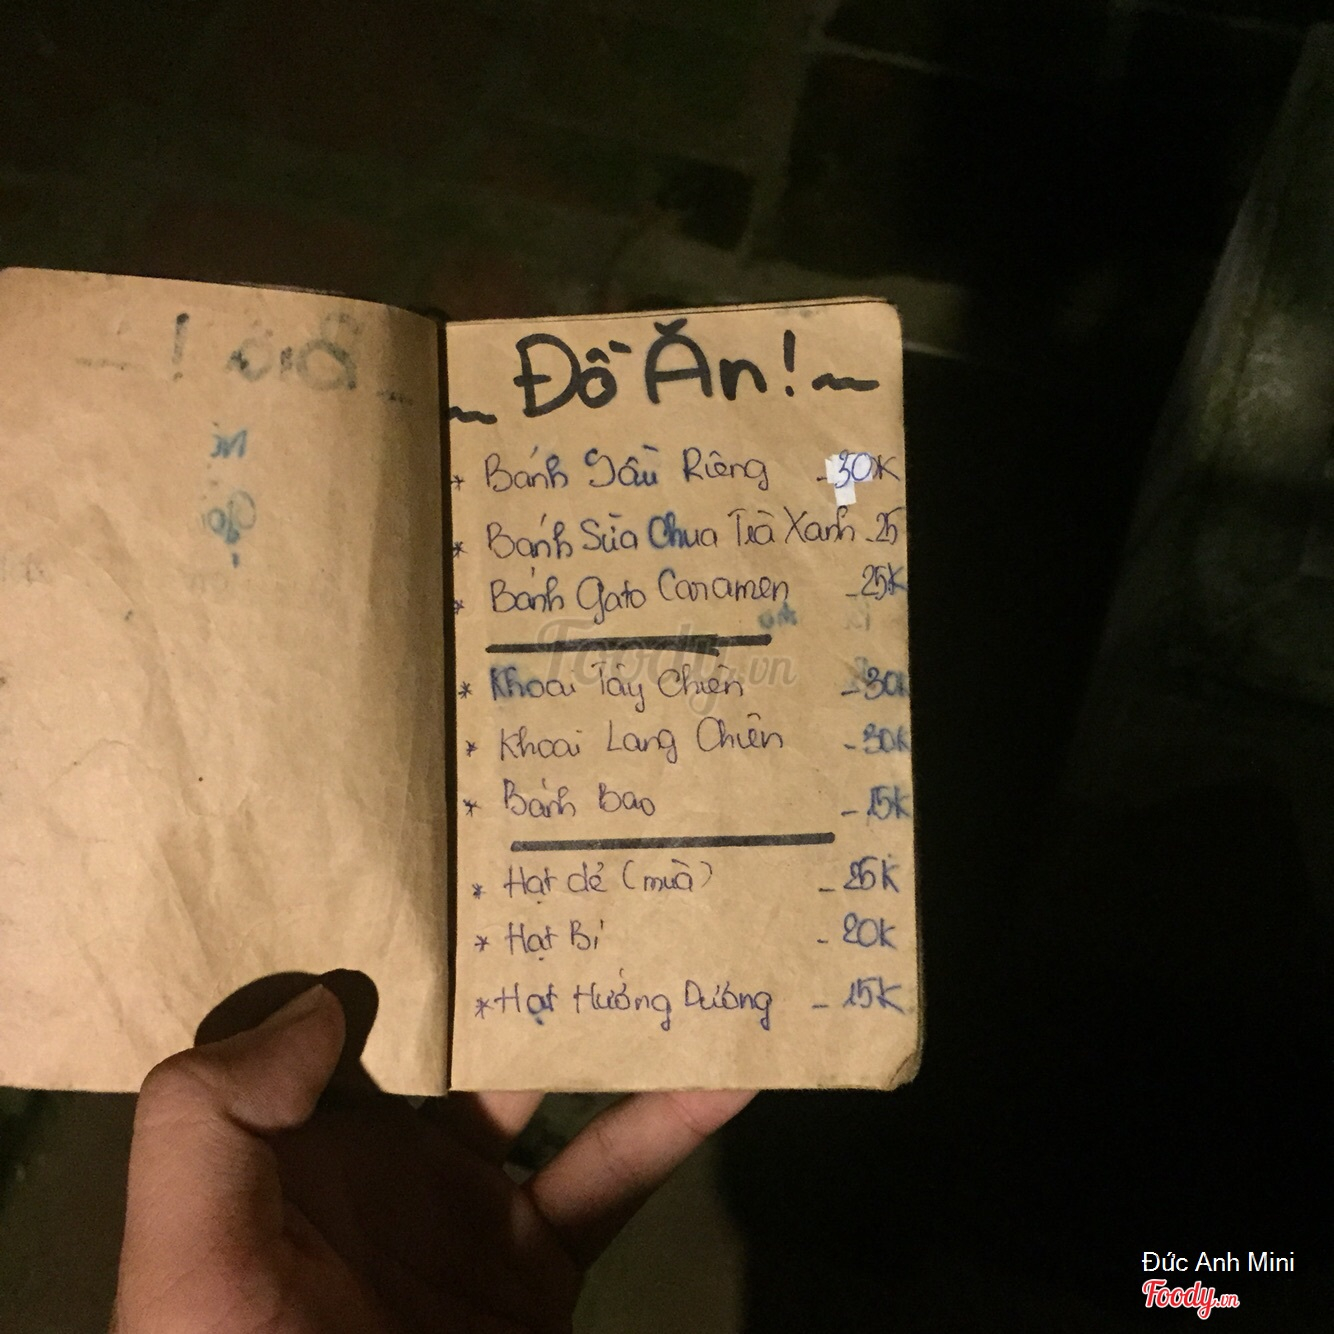 ~ Đồ Ăn! ~
* Bánh Sầu Riêng - 30K
* Bánh Sữa Chua Trà Xanh - 25
* Bánh Gato Caramen - 25K
* Khoai Tây Chiên - 30K
* Khoai Lang Chiên - 30K
* Bánh Bao - 15K
* Hạt dẻ (mùa) - 25K
* Hạt Bí - 20K
* Hạt Hướng Dương - 15K
Foody.vn
Đức Anh Mini
Foody.vn